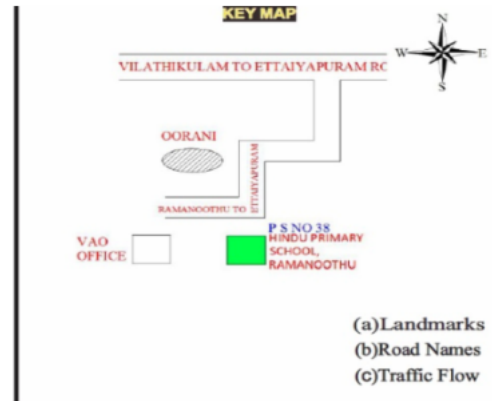 KEY MAP
N
W
E
S
VILATHIKULAM TO ETTAIYAPURAM RO
OORANI
ETTAIYAPURAM
RAMANOOTHU TO
P S NO 38
HINDU PRIMARY
SCHOOL,
RAMANOOTHU
VAO
OFFICE
(a)Landmarks
(b)Road Names
(c)Traffic Flow